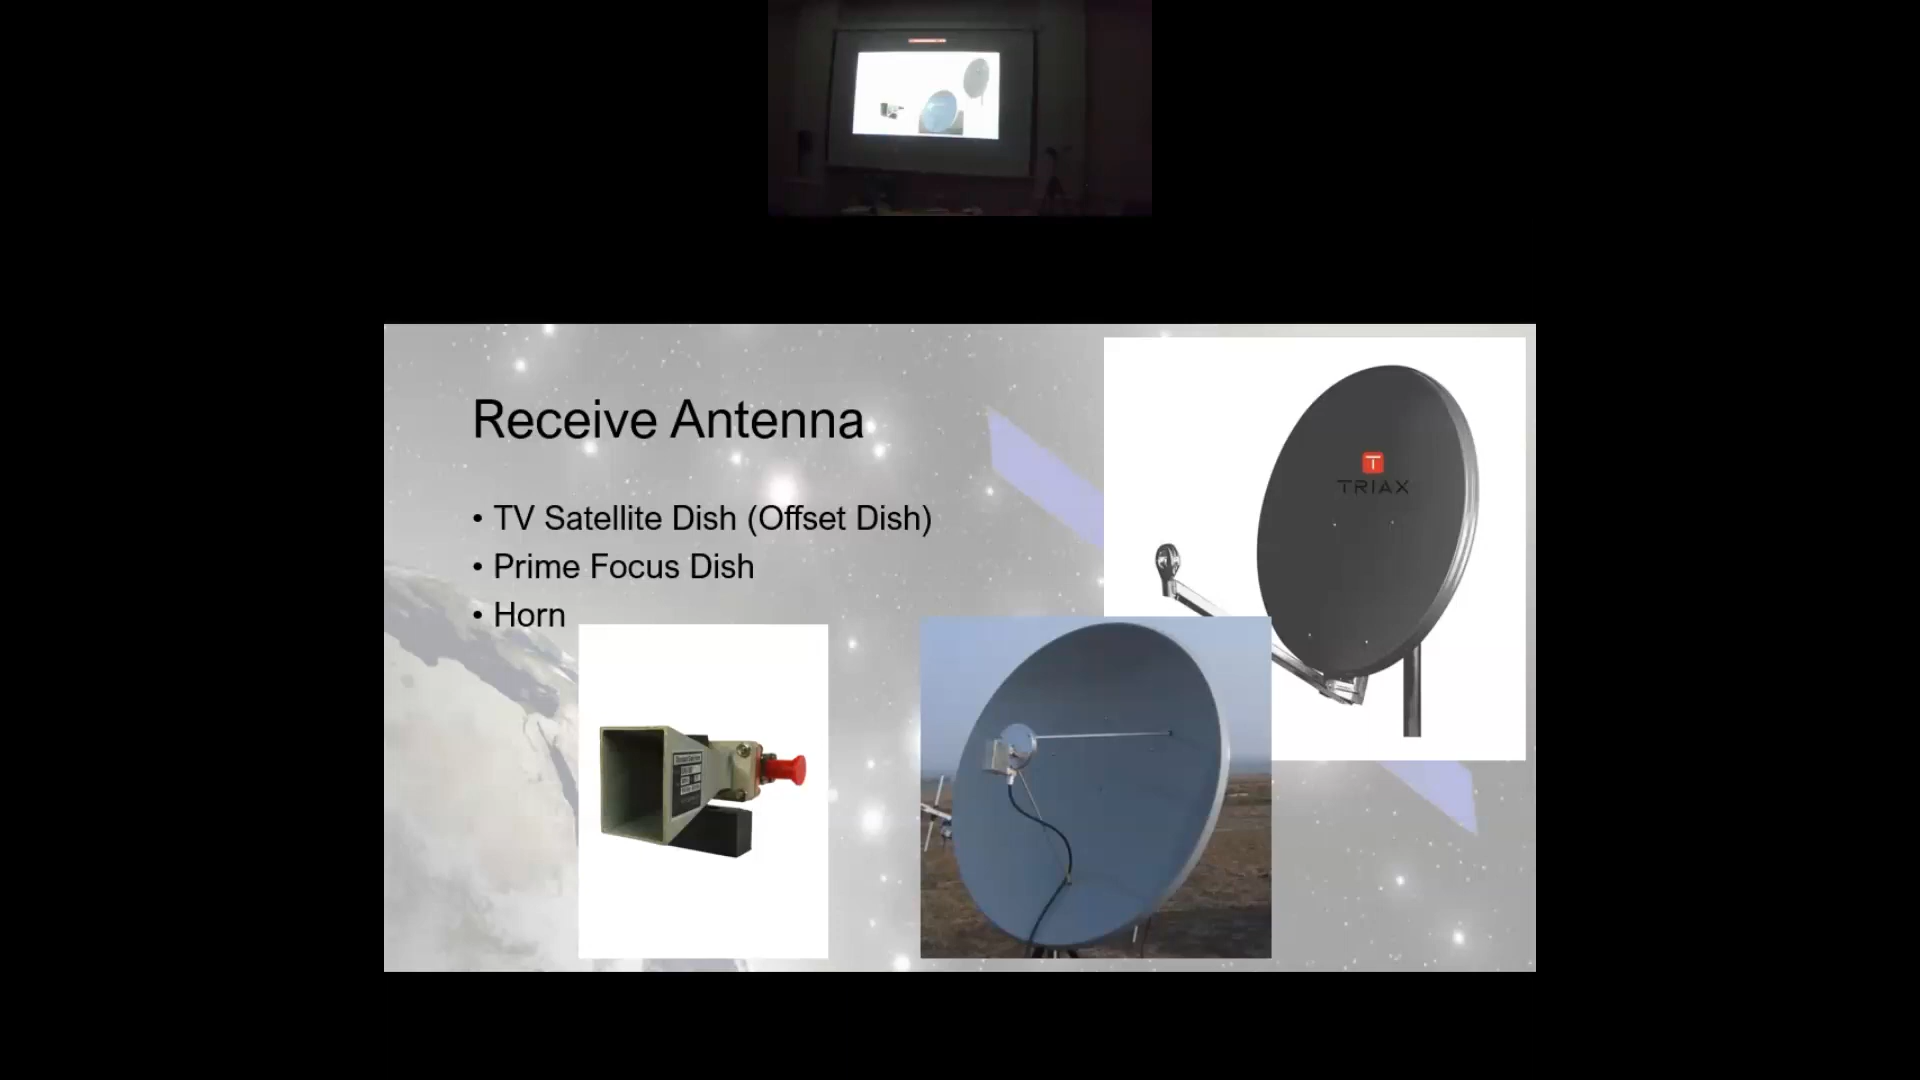 Receive Antenna
• TV Satellite Dish (Offset Dish)
• Prime Focus Dish
• Horn
T
TRIAX